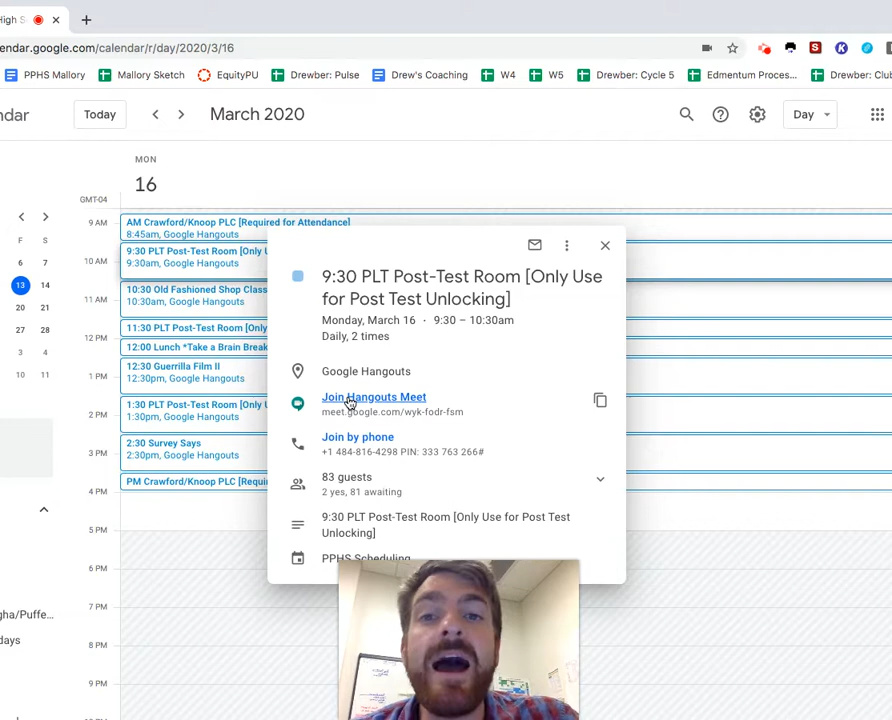 High S
endar.google.com/calendar/r/day/2020/3/16
PPHS Mallory
Mallory Sketch
EquityPU
Drewber: Pulse
Drew's Coaching
W4
W5
Drewber: Cycle 5
Edmentum Proces...
Drewber: Clu
ndar
Today
March 2020
Day
MON
16
GMT-04
F S
6 7
13 14
20 21
27 28
3 4
10 11
gha/Puffe...
days
9 AM
10 AM
11 AM
12 PM
1 PM
2 PM
3 PM
4 PM
5 PM
6 PM
7 PM
8 PM
9 PM
AM Crawford/Knoop PLC [Required for Attendance]
8:45am, Google Hangouts
9:30 PLT Post-Test Room [Only U
9:30am, Google Hangouts
10:30 Old Fashioned Shop Class
10:30am, Google Hangouts
11:30 PLT Post-Test Room [Only
12:00 Lunch *Take a Brain Break
12:30 Guerrilla Film II
12:30pm, Google Hangouts
1:30 PLT Post-Test Room [Only U
1:30pm, Google Hangouts
2:30 Survey Says
2:30pm, Google Hangouts
PM Crawford/Knoop PLC [Requi
9:30 PLT Post-Test Room [Only Use
for Post Test Unlocking]
Monday, March 16 · 9:30 – 10:30am
Daily, 2 times
Google Hangouts
Join Hangouts Meet
meet.google.com/wyk-fodr-fsm
Join by phone
+1 484-816-4298 PIN: 333 763 266#
83 guests
2 yes, 81 awaiting
9:30 PLT Post-Test Room [Only Use for Post Test
Unlocking]
PPHS Scheduling